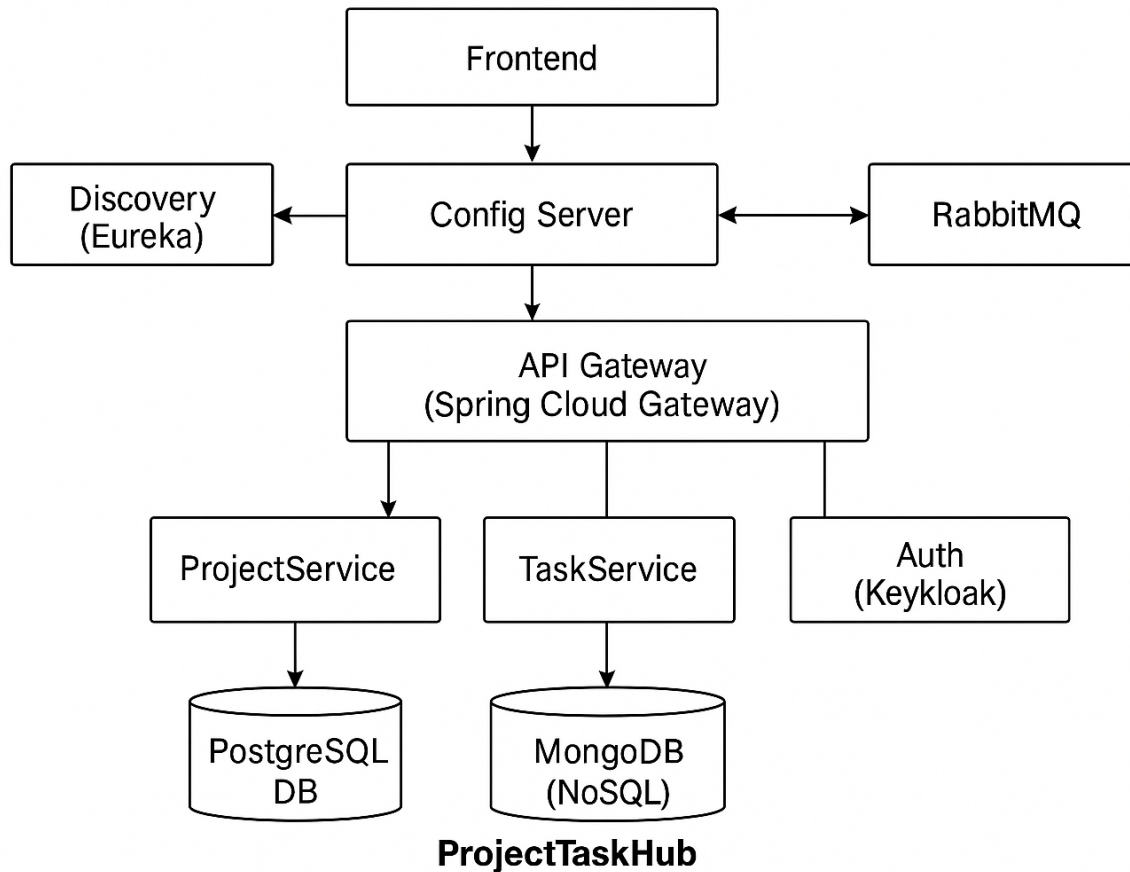 Frontend
Discovery
(Eureka)
Config Server
RabbitMQ
API Gateway
(Spring Cloud Gateway)
ProjectService
TaskService
Auth
(Keykloak)
PostgreSQL
DB
MongoDB
(NoSQL)
ProjectTaskHub